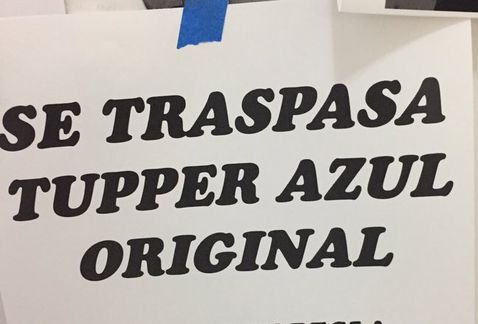 SE TRASPASA
TUPPER AZUL
ORIGINAL